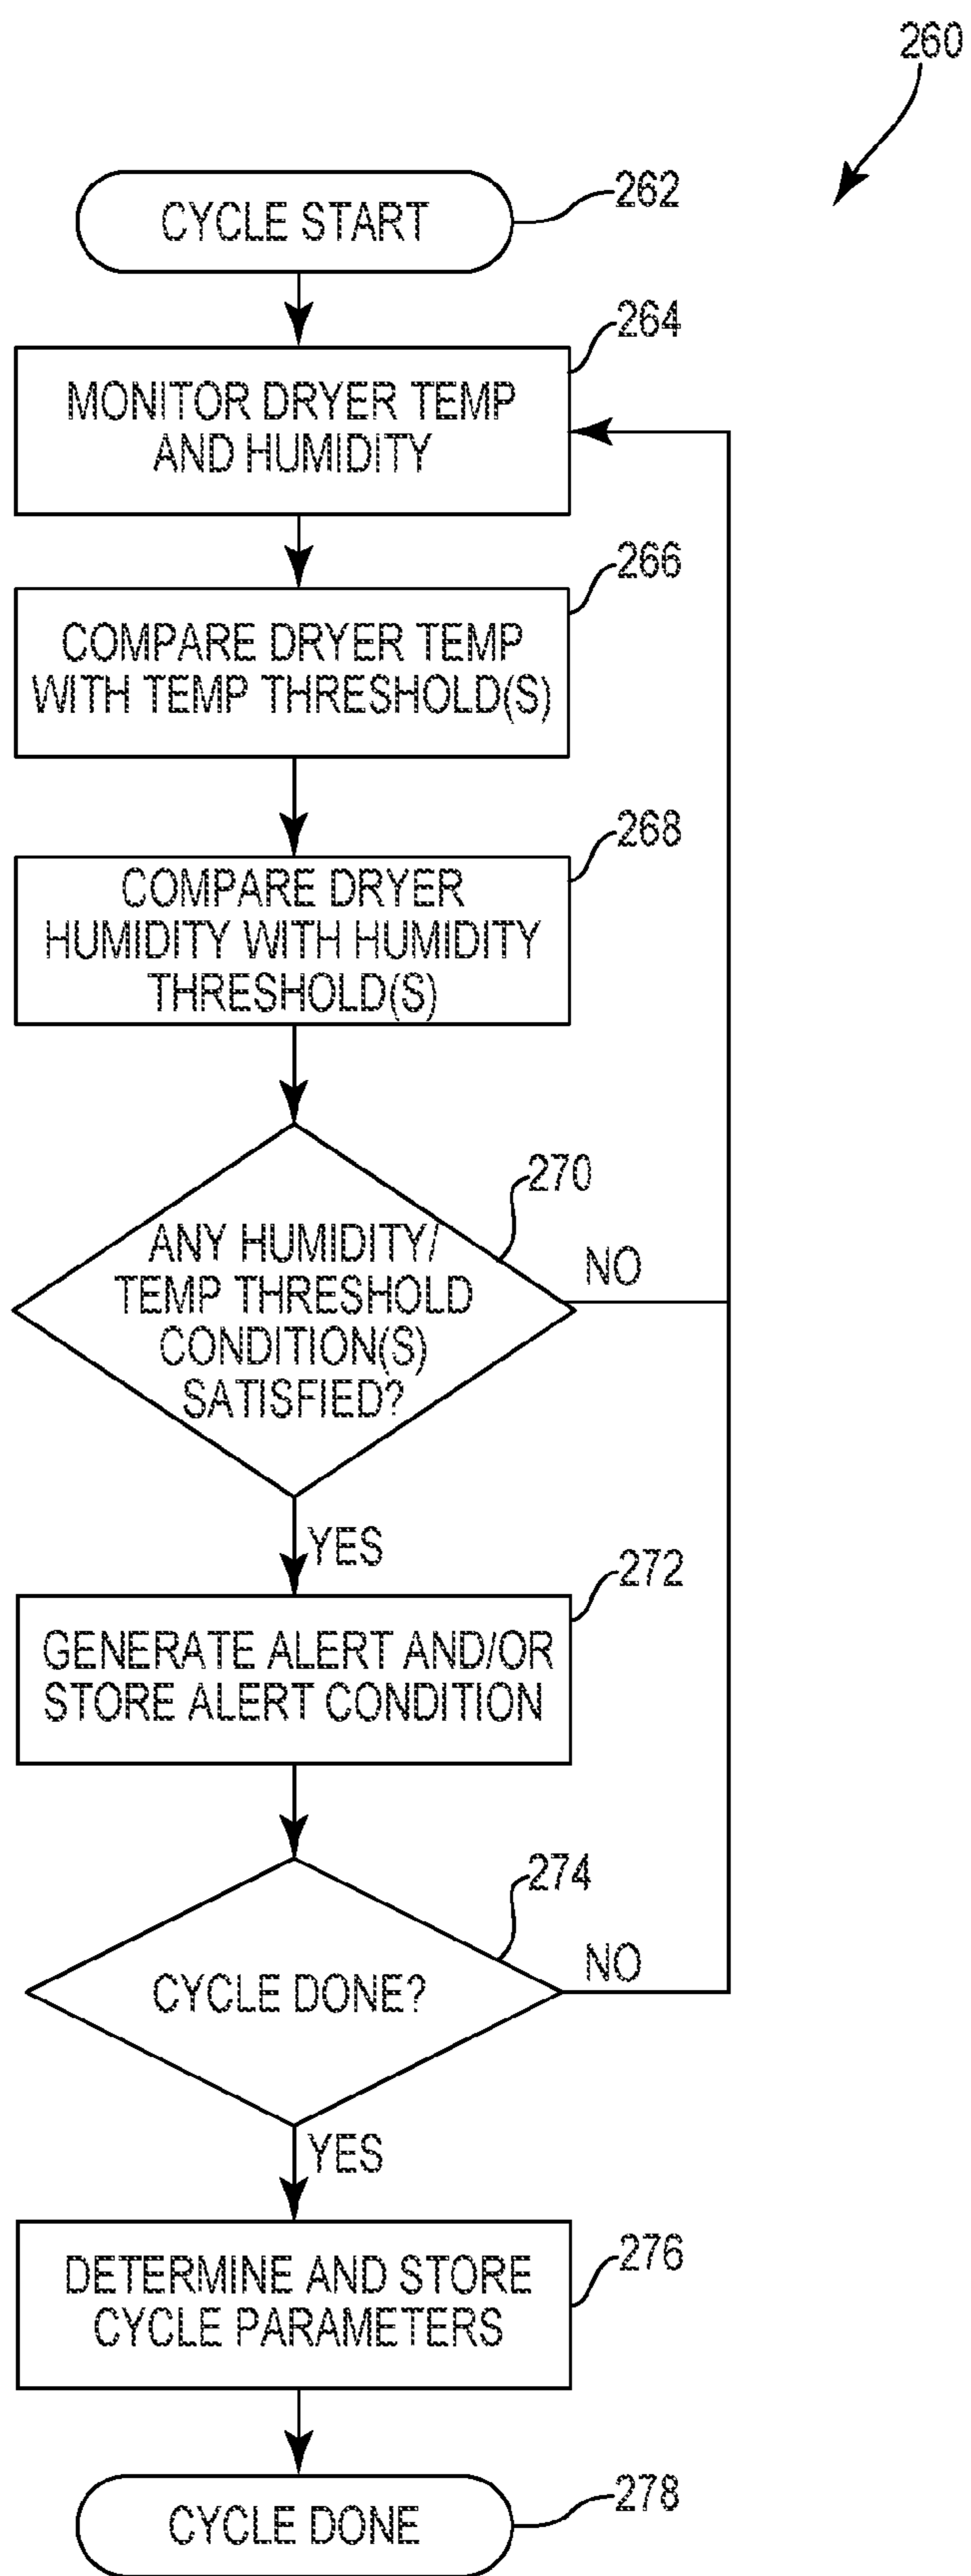 260
CYCLE START
262
264
MONITOR DRYER TEMP
AND HUMIDITY
266
COMPARE DRYER TEMP
WITH TEMP THRESHOLD(S)
268
COMPARE DRYER
HUMIDITY WITH HUMIDITY
THRESHOLD(S)
270
ANY HUMIDITY/
TEMP THRESHOLD
CONDITION(S)
SATISFIED?
NO
YES
272
GENERATE ALERT AND/OR
STORE ALERT CONDITION
274
CYCLE DONE?
NO
YES
276
DETERMINE AND STORE
CYCLE PARAMETERS
CYCLE DONE
278